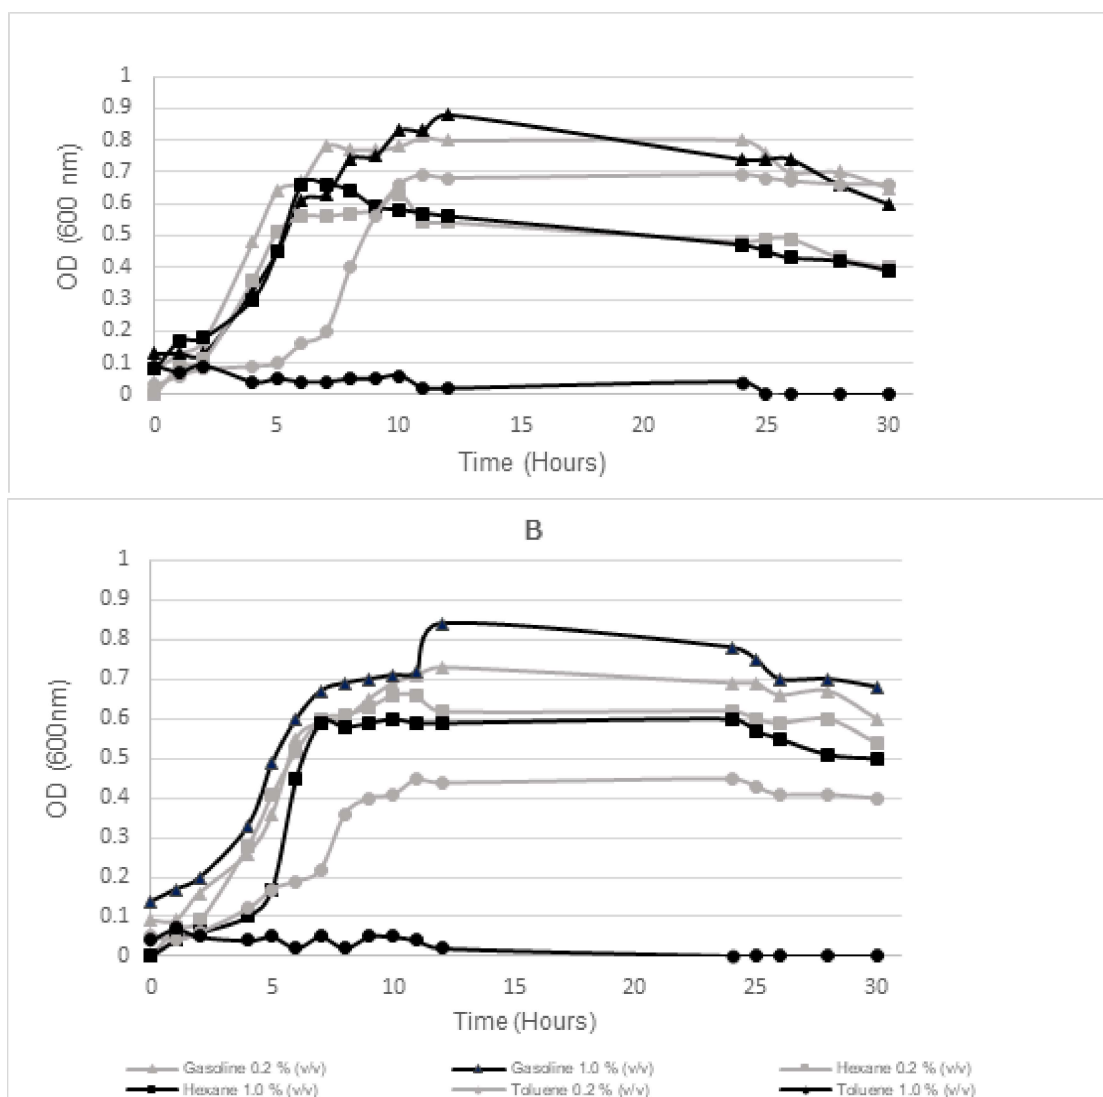 1
0.9
0.8
0.7
0.6
0.5
0.4
0.3
0.2
0.1
0
OD (600 nm)
0 5 10 15 20 25 30
Time (Hours)
B
1
0.9
0.8
0.7
0.6
0.5
0.4
0.3
0.2
0.1
0
OD (600nm)
0 5 10 15 20 25 30
Time (Hours)
Gasoline 0.2 % (v/v) Gasoline 1.0 % (v/v) Hexane 0.2 % (v/v)
Hexane 1.0 % (v/v) Toluene 0.2 % (v/v) Toluene 1.0 % (v/v)